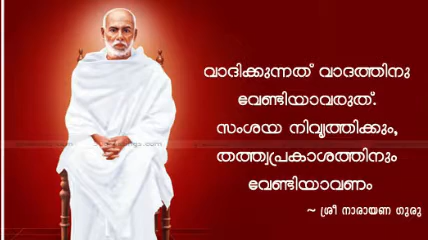 വാദിക്കുന്നത് വാദത്തിനു
വേണ്ടിയാവരുത്.
സംശയ നിവൃത്തിക്കും,
തത്ത്വപ്രകാശത്തിനും
വേണ്ടിയാവണം
~ ശ്രീ നാരായണ ഗുരു